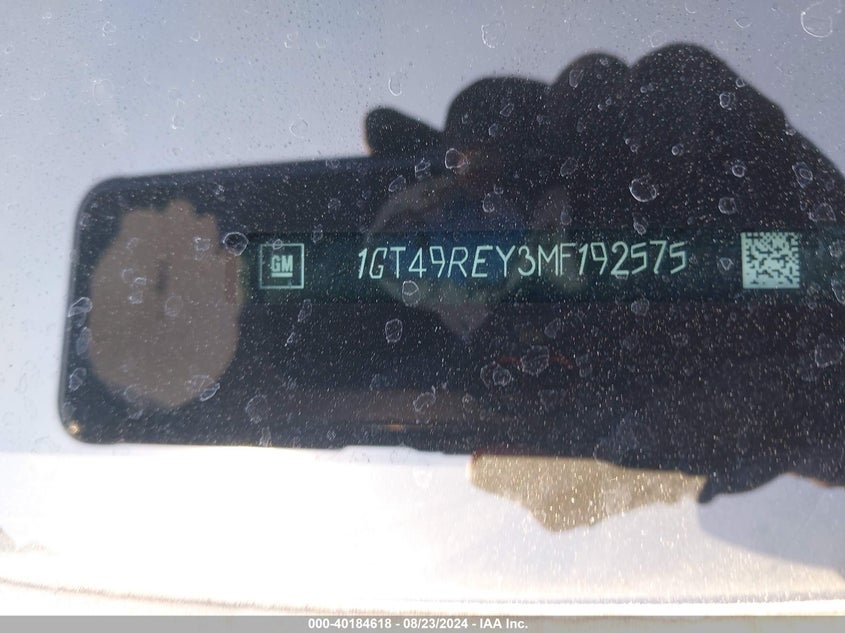 GM 1GT49REY3MF192575
000-40184618 - 08/23/2024 - IAA Inc.